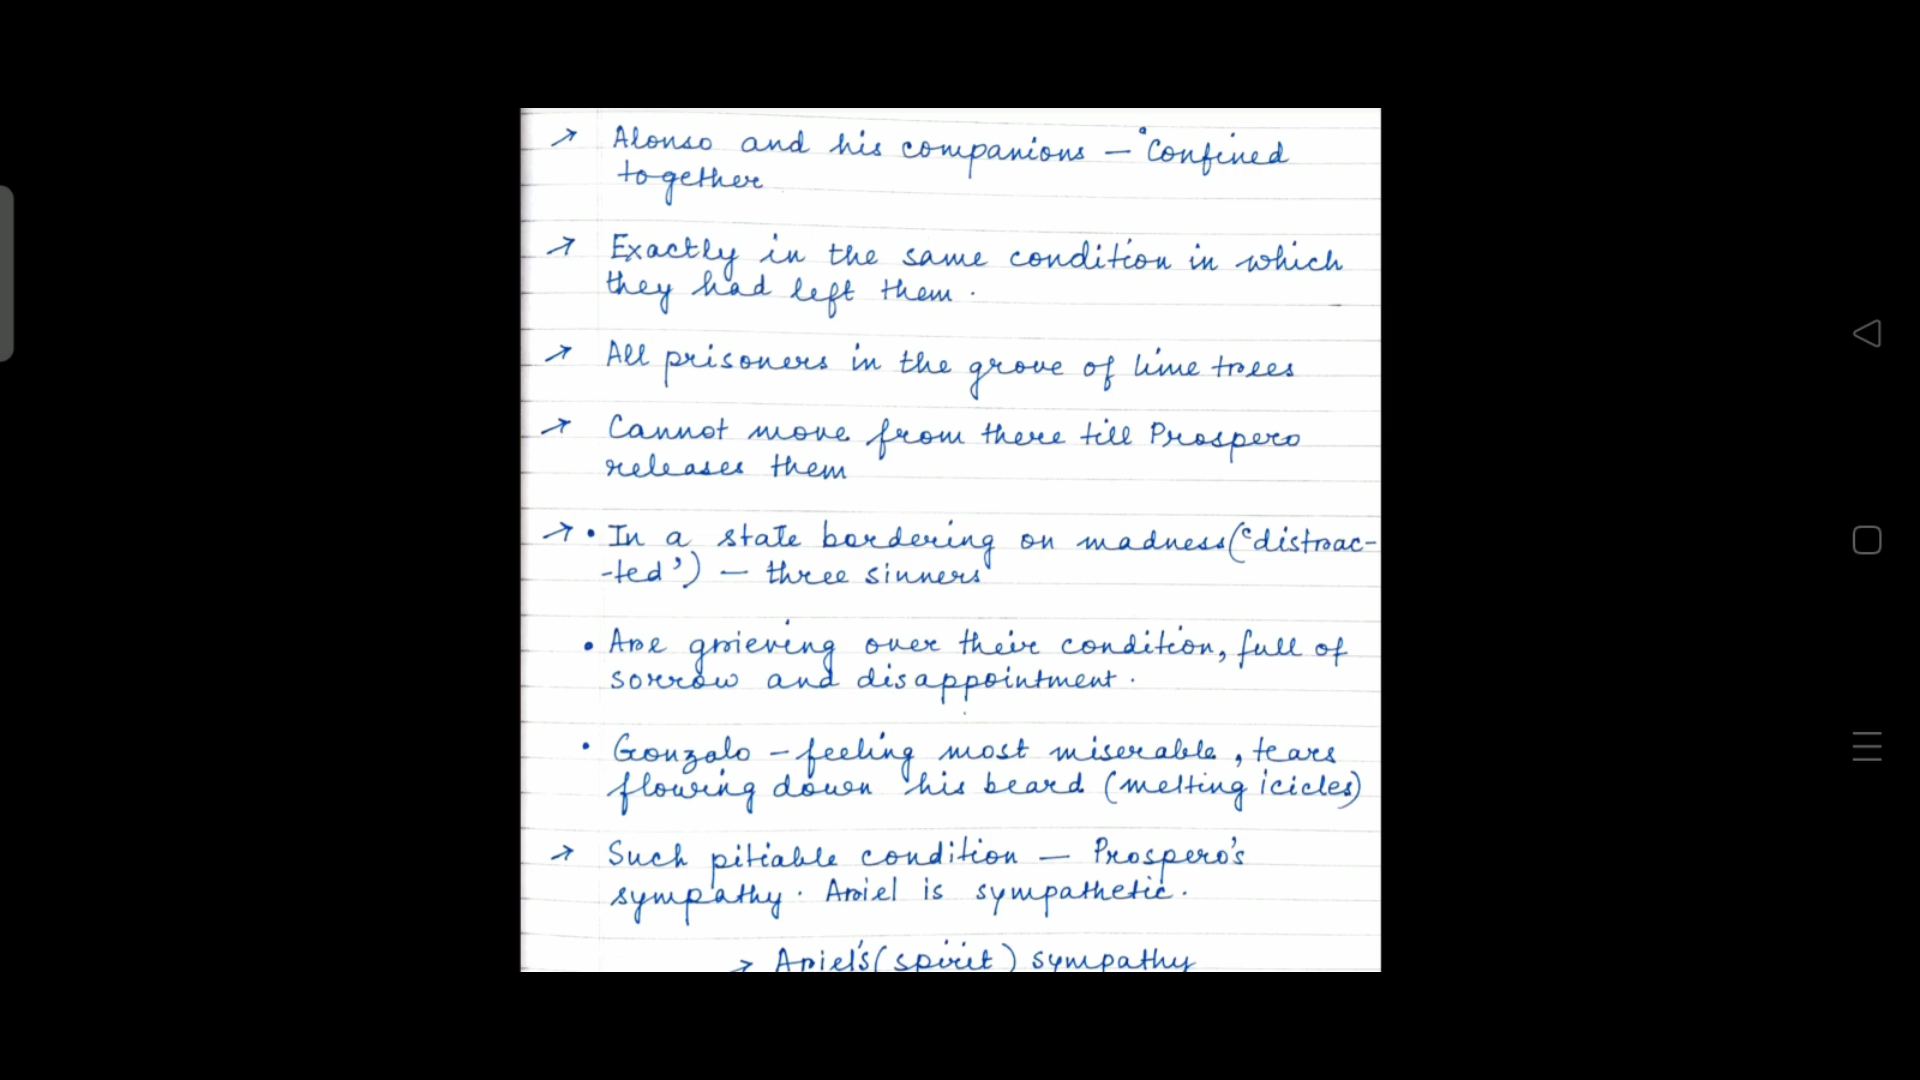 → Alonso and his companions – 'Confined
together
→ Exactly in the same condition in which
they had left them.
→ All prisoners in the grove of lime trees
→ Cannot move from there till Prospero
releases them
→ • In a state bordering on madness ('distrac-
-ted') – three sinners
• Are grieving over their condition, full of
sorrow and disappointment.
• Gonzalo – feeling most miserable, tears
flowing down his beard (melting icicles)
→ Such pitiable condition – Prospero's
sympathy. Ariel is sympathetic.
→ Ariel's (spirit) sympathy